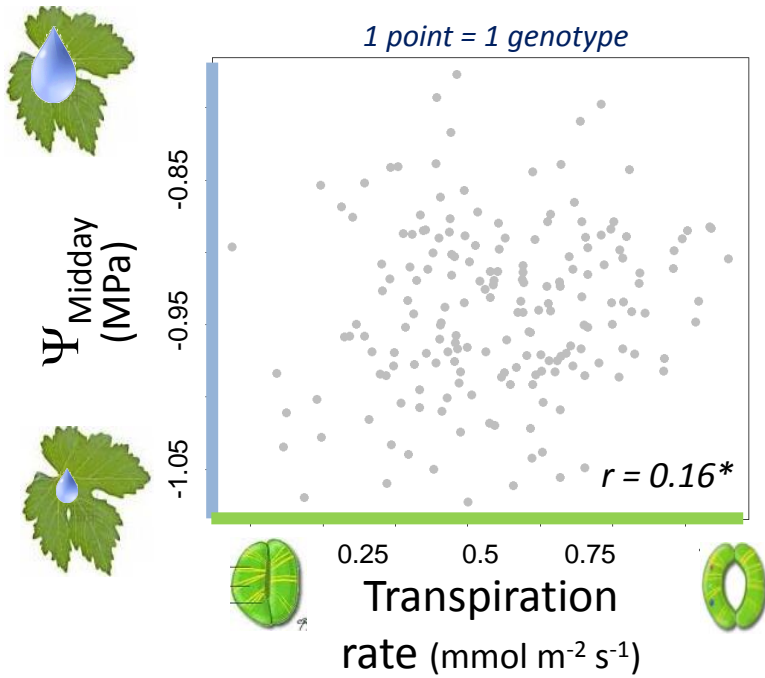 1 point = 1 genotype
-0.85
-0.95
-1.05
Ψ Midday
(MPa)
r = 0.16*
0.25 0.5 0.75
Transpiration
rate (mmol m-2 s-1)